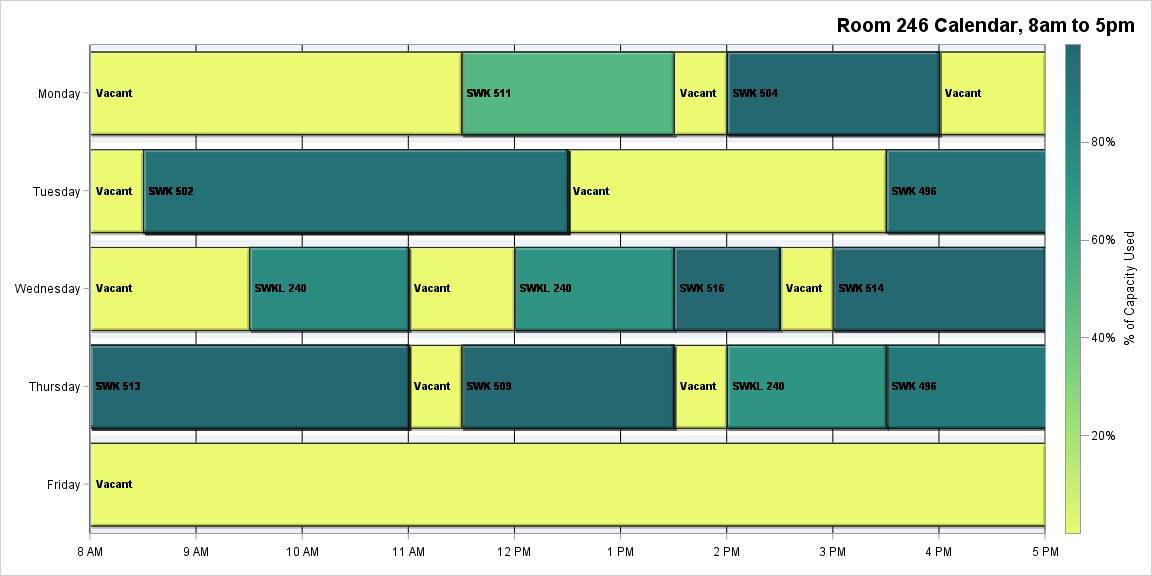 Room 246 Calendar, 8am to 5pm
Monday
Vacant
SWK 511
Vacant
SWK 504
Vacant
Tuesday
Vacant
SWK 502
Vacant
SWK 496
Wednesday
Vacant
SWKL 240
Vacant
SWKL 240
SWK 516
Vacant
SWK 514
Thursday
SWK 513
Vacant
SWK 509
Vacant
SWKL 240
SWK 496
Friday
Vacant
8 AM
9 AM
10 AM
11 AM
12 PM
1 PM
2 PM
3 PM
4 PM
5 PM
80%
60%
40%
20%
% of Capacity Used